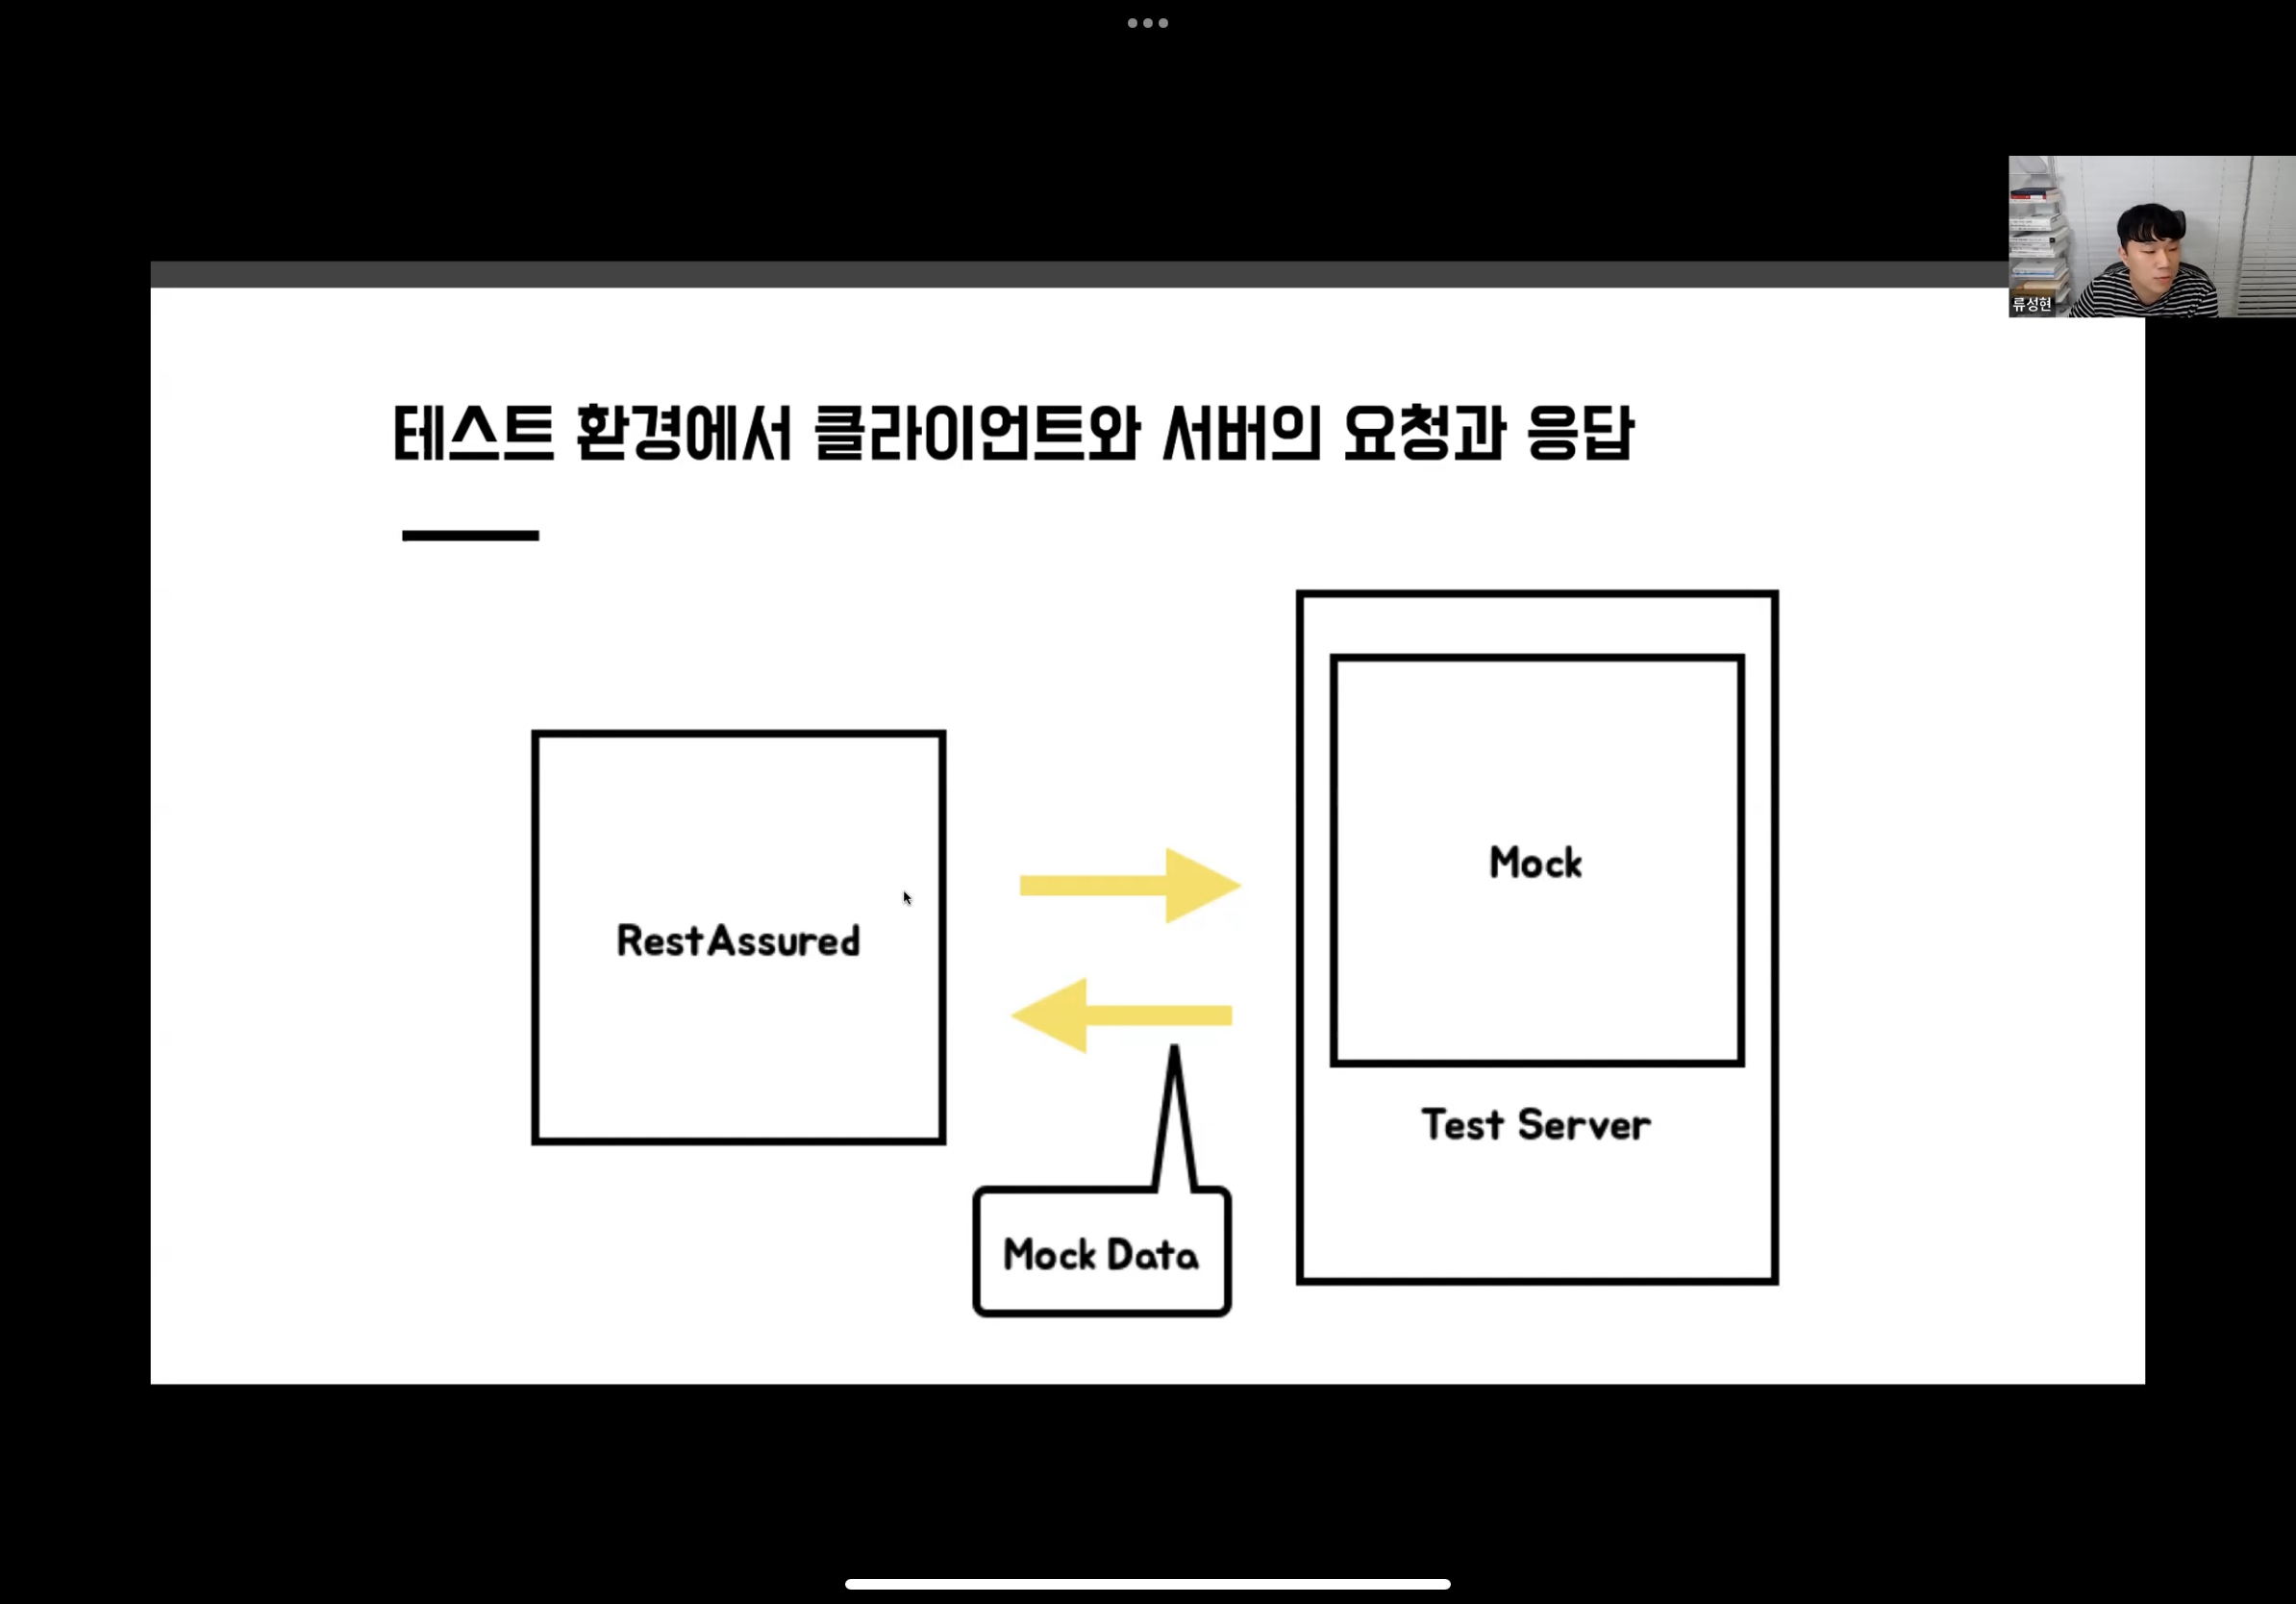 류성현
테스트 환경에서 클라이언트와 서버의 요청과 응답
RestAssured
Mock
Test Server
Mock Data